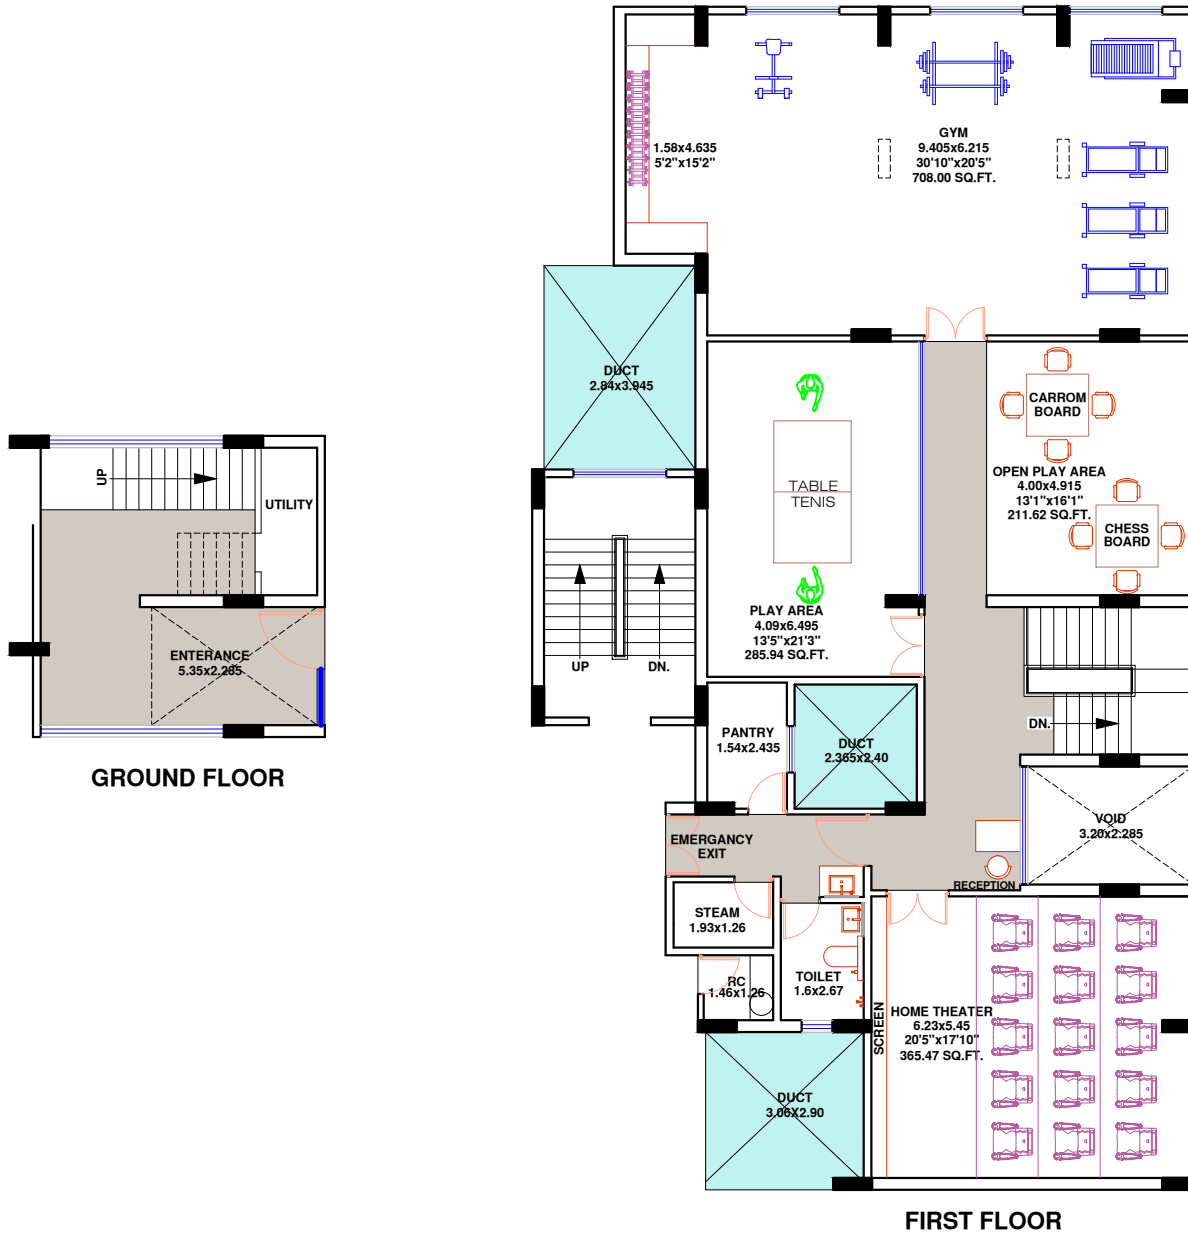 1.58x4.635
5'2"x15'2"
GYM
9.405x6.215
30'10"x20'5"
708.00 SQ.FT.
DUCT
2.84x3.945
CARROM
BOARD
OPEN PLAY AREA
4.00x4.915
13'1"x16'1"
211.62 SQ.FT.
CHESS
BOARD
TABLE
TENIS
PLAY AREA
4.09x6.495
13'5"x21'3"
285.94 SQ.FT.
UP
DN.
UP
UTILITY
ENTERANCE
5.35x2.285
GROUND FLOOR
PANTRY
1.54x2.435
DUCT
2.365x2.40
DN.
VOID
3.20x2.285
EMERGANCY
EXIT
RECEPTION
STEAM
1.93x1.26
RC
1.46x1.26
TOILET
1.6x2.67
SCREEN
HOME THEATER
6.23x5.45
20'5"x17'10"
365.47 SQ.FT.
DUCT
3.06X2.90
FIRST FLOOR